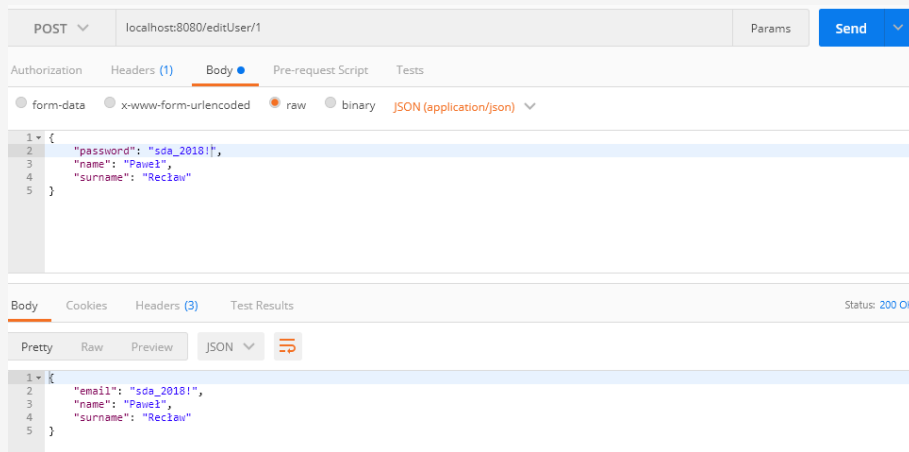 POST localhost:8080/editUser/1 Params Send
Authorization Headers (1) Body Pre-request Script Tests
form-data x-www-form-urlencoded raw binary JSON (application/json)
1 {
2 "password": "sda_2018!",
3 "name": "Paweł",
4 "surname": "Recław"
5 }
Body Cookies Headers (3) Test Results Status: 200 O
Pretty Raw Preview JSON
1 {
2 "email": "sda_2018!",
3 "name": "Paweł",
4 "surname": "Recław"
5 }